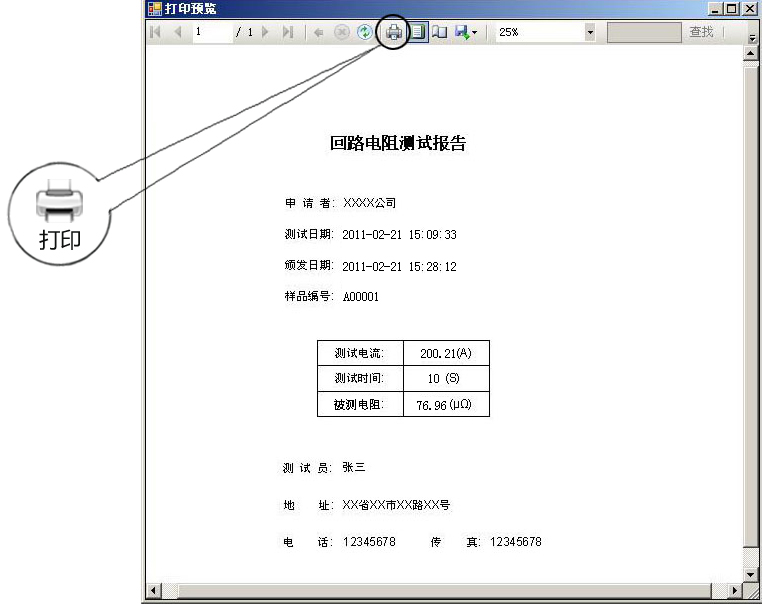 打印预览
1 / 1 25% 查找
回路电阻测试报告
申 请 者: XXXX公司
测试日期: 2011-02-21 15:09:33
颁发日期: 2011-02-21 15:28:12
样品编号: A00001
打印
测试电流: 200.21(A)
测试时间: 10 (S)
被测电阻: 76.96(μΩ)
测 试 员: 张三
地 址: XX省XX市XX路XX号
电 话: 12345678 传 真: 12345678